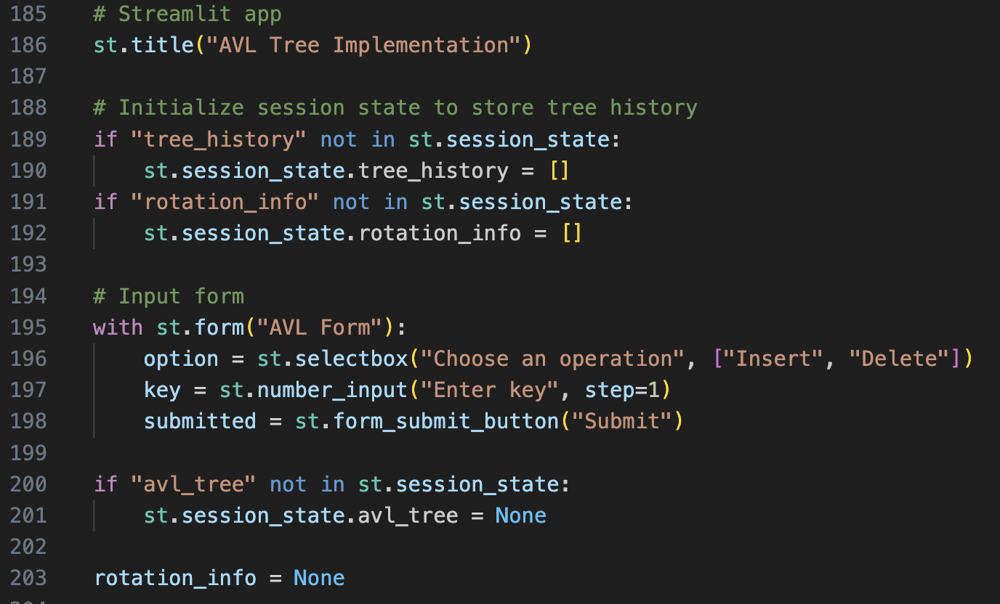 185 # Streamlit app
186 st.title("AVL Tree Implementation")
187
188 # Initialize session state to store tree history
189 if "tree_history" not in st.session_state:
190     st.session_state.tree_history = []
191 if "rotation_info" not in st.session_state:
192     st.session_state.rotation_info = []
193
194 # Input form
195 with st.form("AVL Form"):
196     option = st.selectbox("Choose an operation", ["Insert", "Delete"])
197     key = st.number_input("Enter key", step=1)
198     submitted = st.form_submit_button("Submit")
199
200 if "avl_tree" not in st.session_state:
201     st.session_state.avl_tree = None
202
203 rotation_info = None